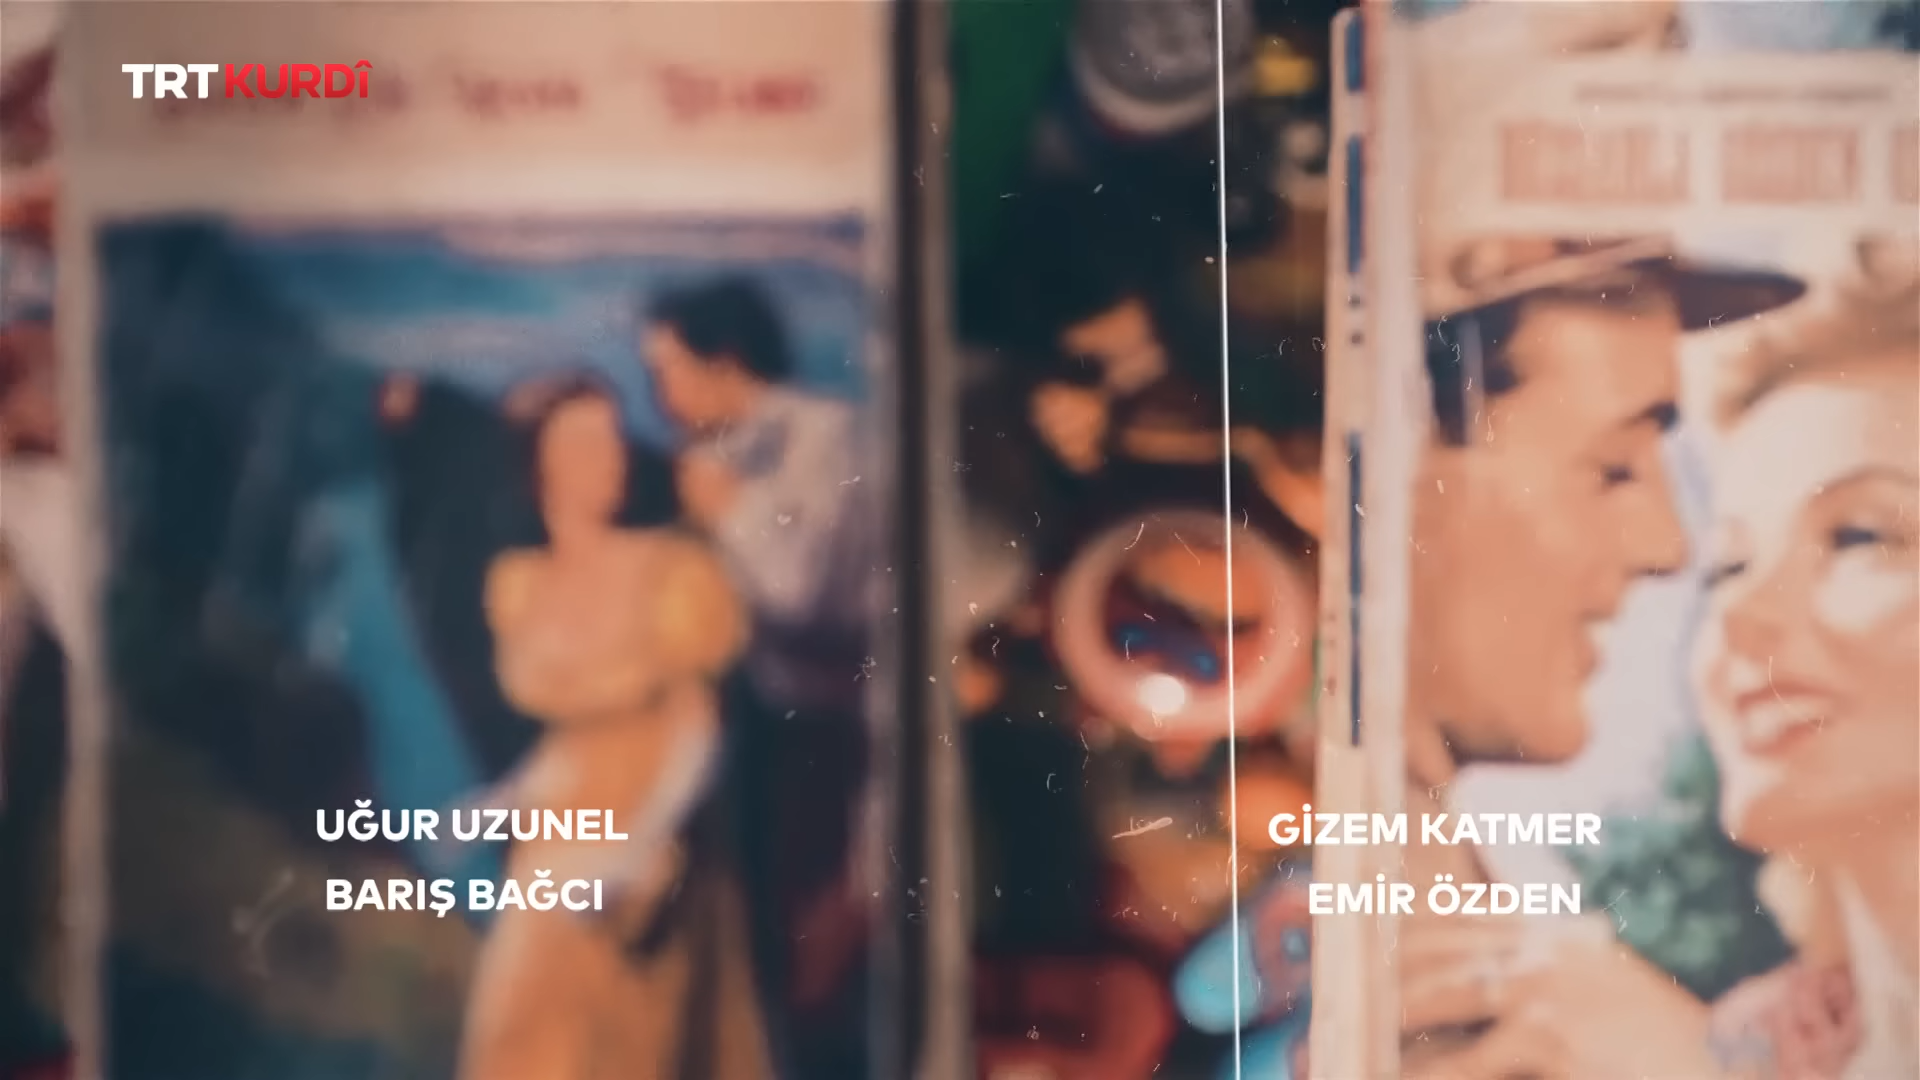 TRT KURDÎ
UĞUR UZUNEL
BARIŞ BAĞCI
GİZEM KATMER
EMİR ÖZDEN